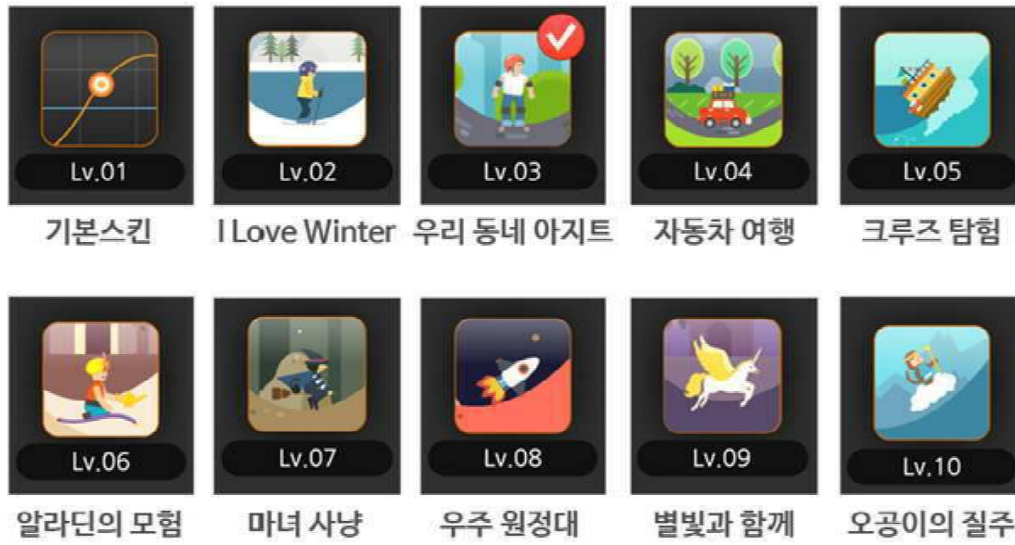 Lv.01 Lv.02 Lv.03 Lv.04 Lv.05
기본스킨 I Love Winter 우리 동네 아지트 자동차 여행 크루즈 탐험
Lv.06 Lv.07 Lv.08 Lv.09 Lv.10
알라딘의 모험 마녀 사냥 우주 원정대 별빛과 함께 오공이의 질주